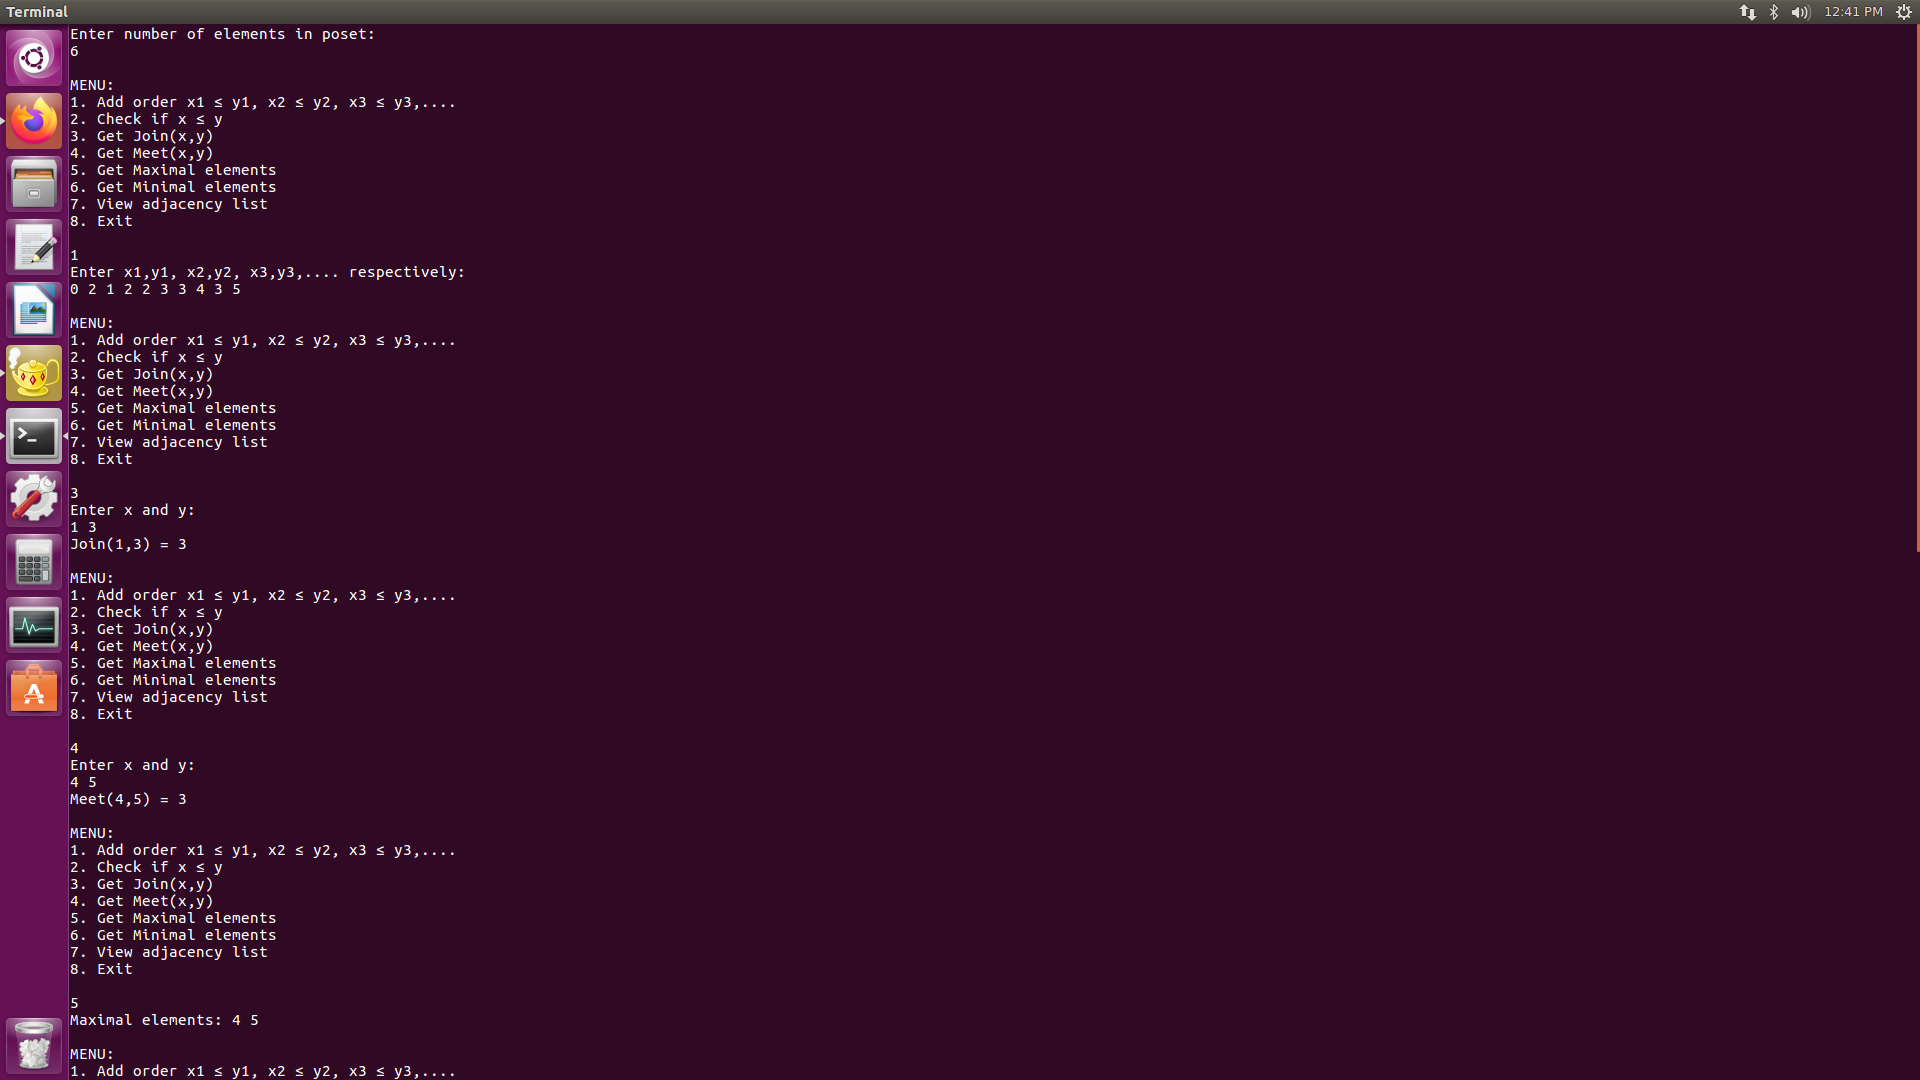 Terminal
12:41 PM
Enter number of elements in poset:
6
MENU:
1. Add order x1 ≤ y1, x2 ≤ y2, x3 ≤ y3,....
2. Check if x ≤ y
3. Get Join(x,y)
4. Get Meet(x,y)
5. Get Maximal elements
6. Get Minimal elements
7. View adjacency list
8. Exit
1
Enter x1,y1, x2,y2, x3,y3,.... respectively:
0 2 1 2 2 3 3 4 3 5
MENU:
1. Add order x1 ≤ y1, x2 ≤ y2, x3 ≤ y3,....
2. Check if x ≤ y
3. Get Join(x,y)
4. Get Meet(x,y)
5. Get Maximal elements
6. Get Minimal elements
7. View adjacency list
8. Exit
3
Enter x and y:
1 3
Join(1,3) = 3
MENU:
1. Add order x1 ≤ y1, x2 ≤ y2, x3 ≤ y3,....
2. Check if x ≤ y
3. Get Join(x,y)
4. Get Meet(x,y)
5. Get Maximal elements
6. Get Minimal elements
7. View adjacency list
8. Exit
4
Enter x and y:
4 5
Meet(4,5) = 3
MENU:
1. Add order x1 ≤ y1, x2 ≤ y2, x3 ≤ y3,....
2. Check if x ≤ y
3. Get Join(x,y)
4. Get Meet(x,y)
5. Get Maximal elements
6. Get Minimal elements
7. View adjacency list
8. Exit
5
Maximal elements: 4 5
MENU:
1. Add order x1 ≤ y1, x2 ≤ y2, x3 ≤ y3,....